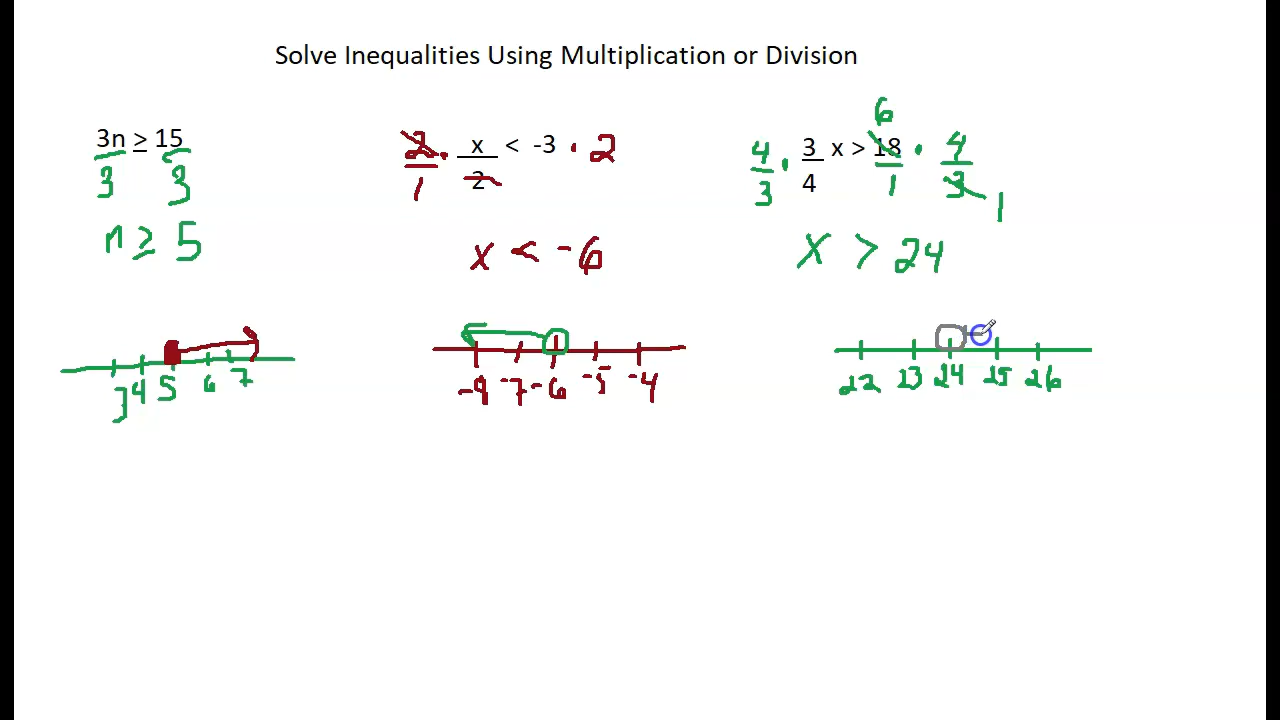 Solve Inequalities Using Multiplication or Division
3n ≥ 15
3 3
n ≥ 5
3 4 5 6 7
2/1 · x/2 < -3 · 2
x < -6
-9 -7 -6 -5 -4
6
4/3 · 3/4 x > 18/1 · 4/3
1
x > 24
22 23 24 25 26